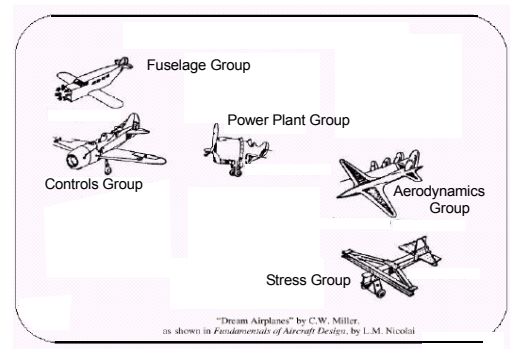 Fuselage Group
Power Plant Group
Controls Group
Aerodynamics
Group
Stress Group
"Dream Airplanes" by C.W. Miller,
as shown in Fundamentals of Aircraft Design, by L.M. Nicolai